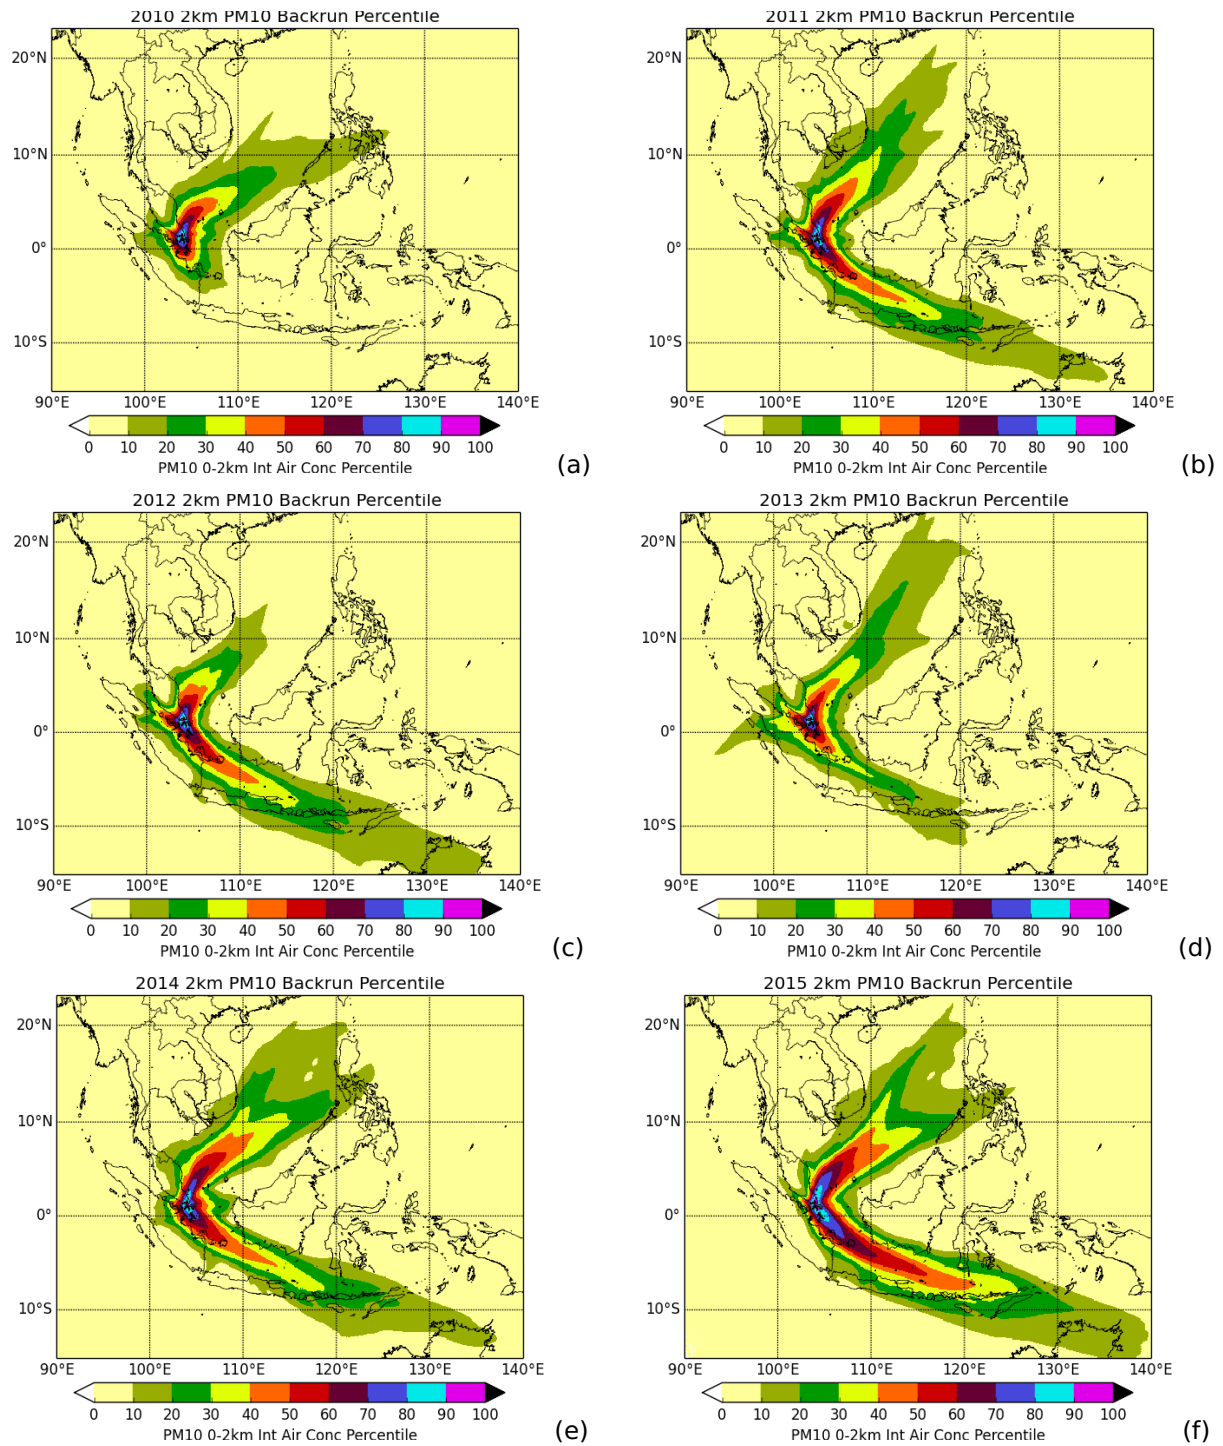 2010 2km PM10 Backrun Percentile
20°N
10°N
0°
10°S
90°E 100°E 110°E 120°E 130°E 140°E
0 10 20 30 40 50 60 70 80 90 100
PM10 0-2km Int Air Conc Percentile
(a)
2011 2km PM10 Backrun Percentile
20°N
10°N
0°
10°S
90°E 100°E 110°E 120°E 130°E 140°E
0 10 20 30 40 50 60 70 80 90 100
PM10 0-2km Int Air Conc Percentile
(b)
2012 2km PM10 Backrun Percentile
20°N
10°N
0°
10°S
90°E 100°E 110°E 120°E 130°E 140°E
0 10 20 30 40 50 60 70 80 90 100
PM10 0-2km Int Air Conc Percentile
(c)
2013 2km PM10 Backrun Percentile
20°N
10°N
0°
10°S
90°E 100°E 110°E 120°E 130°E 140°E
0 10 20 30 40 50 60 70 80 90 100
PM10 0-2km Int Air Conc Percentile
(d)
2014 2km PM10 Backrun Percentile
20°N
10°N
0°
10°S
90°E 100°E 110°E 120°E 130°E 140°E
0 10 20 30 40 50 60 70 80 90 100
PM10 0-2km Int Air Conc Percentile
(e)
2015 2km PM10 Backrun Percentile
20°N
10°N
0°
10°S
90°E 100°E 110°E 120°E 130°E 140°E
0 10 20 30 40 50 60 70 80 90 100
PM10 0-2km Int Air Conc Percentile
(f)